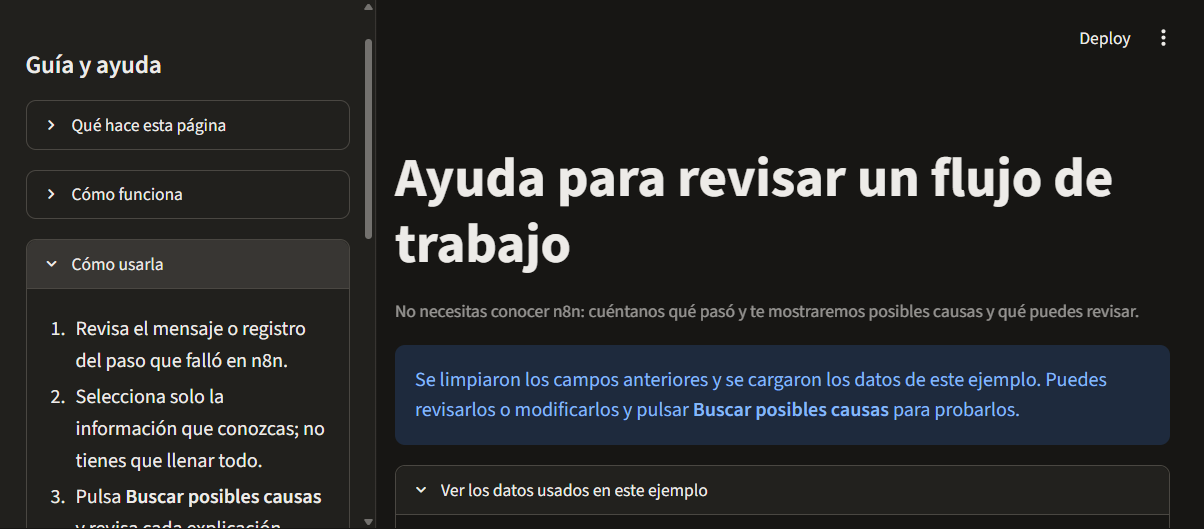 Guía y ayuda
Qué hace esta página
Cómo funciona
Cómo usarla
1. Revisa el mensaje o registro
del paso que falló en n8n.
2. Selecciona solo la
información que conozcas; no
tienes que llenar todo.
3. Pulsa Buscar posibles causas
y revisa cada explicación
Deploy
Ayuda para revisar un flujo de
trabajo
No necesitas conocer n8n: cuéntanos qué pasó y te mostraremos posibles causas y qué puedes revisar.
Se limpiaron los campos anteriores y se cargaron los datos de este ejemplo. Puedes
revisarlos o modificarlos y pulsar Buscar posibles causas para probarlos.
Ver los datos usados en este ejemplo